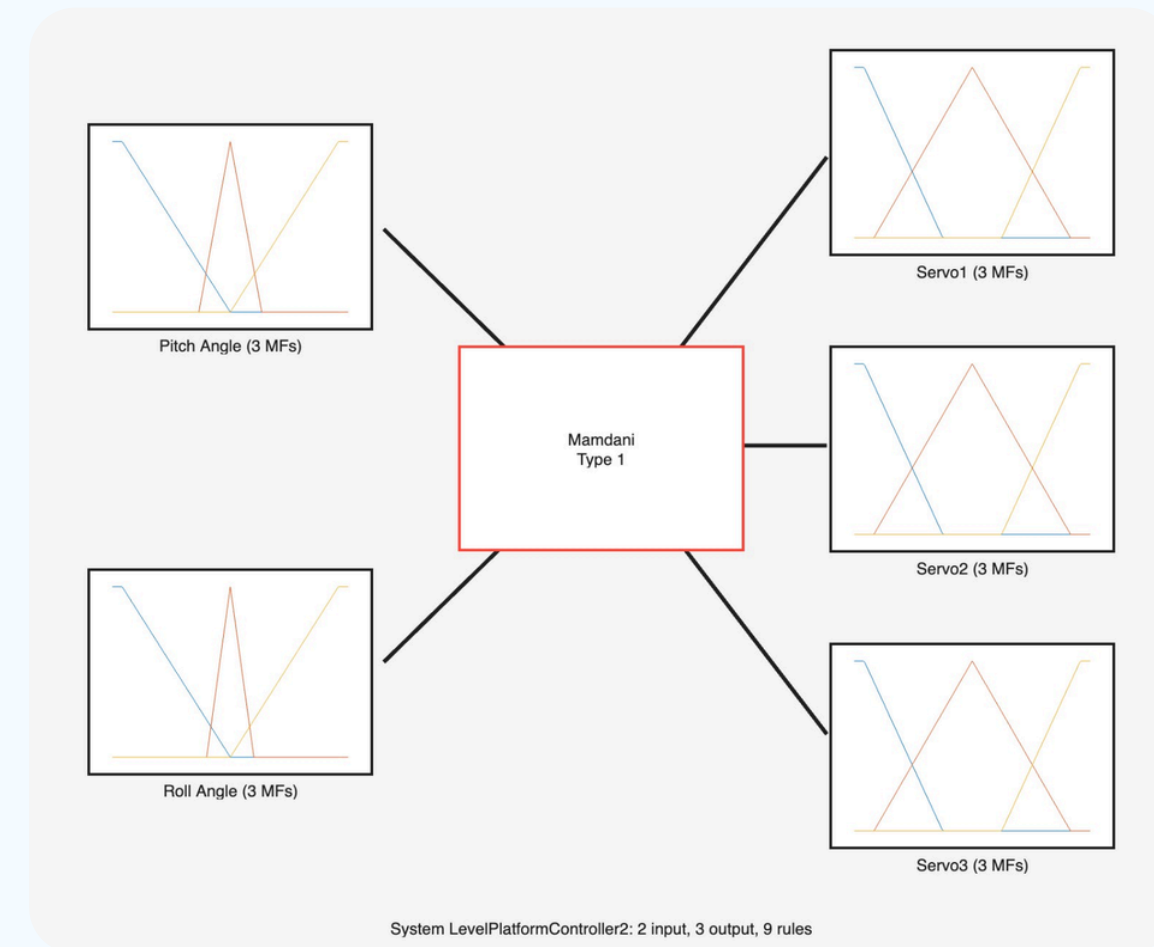 Servo1 (3 MFs)
Pitch Angle (3 MFs)
Mamdani
Type 1
Servo2 (3 MFs)
Roll Angle (3 MFs)
Servo3 (3 MFs)
System LevelPlatformController2: 2 input, 3 output, 9 rules